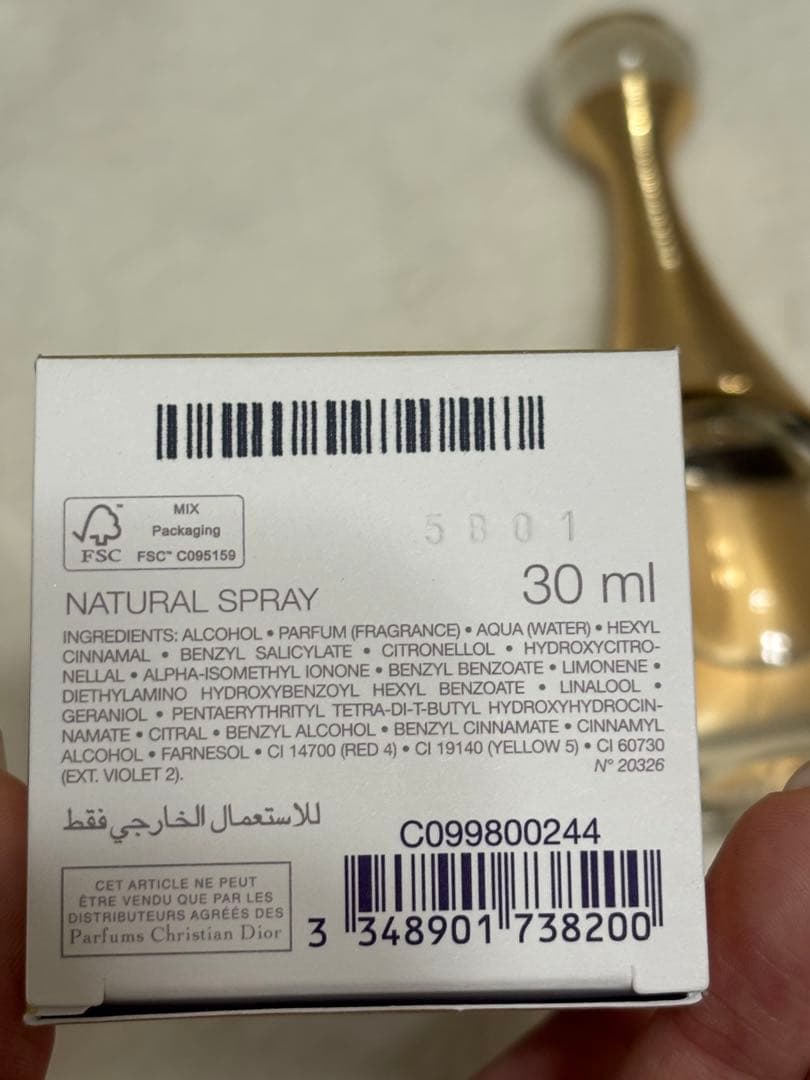 FSC™
MIX
Packaging
FSC™ C095159
5B01
NATURAL SPRAY
30 ml
INGREDIENTS: ALCOHOL • PARFUM (FRAGRANCE) • AQUA (WATER) • HEXYL
CINNAMAL • BENZYL SALICYLATE • CITRONELLOL • HYDROXYCITRO-
NELLAL • ALPHA-ISOMETHYL IONONE • BENZYL BENZOATE • LIMONENE •
DIETHYLAMINO HYDROXYBENZOYL HEXYL BENZOATE • LINALOOL •
GERANIOL • PENTAERYTHRITYL TETRA-DI-T-BUTYL HYDROXYHYDROCIN-
NAMATE • CITRAL • BENZYL ALCOHOL • BENZYL CINNAMATE • CINNAMYL
ALCOHOL • FARNESOL • CI 14700 (RED 4) • CI 19140 (YELLOW 5) • CI 60730
(EXT. VIOLET 2).
N° 20326
للاستعمال الخارجي فقط
C099800244
CET ARTICLE NE PEUT
ÊTRE VENDU QUE PAR LES
DISTRIBUTEURS AGRÉÉS DES
Parfums Christian Dior
3 348901 738200